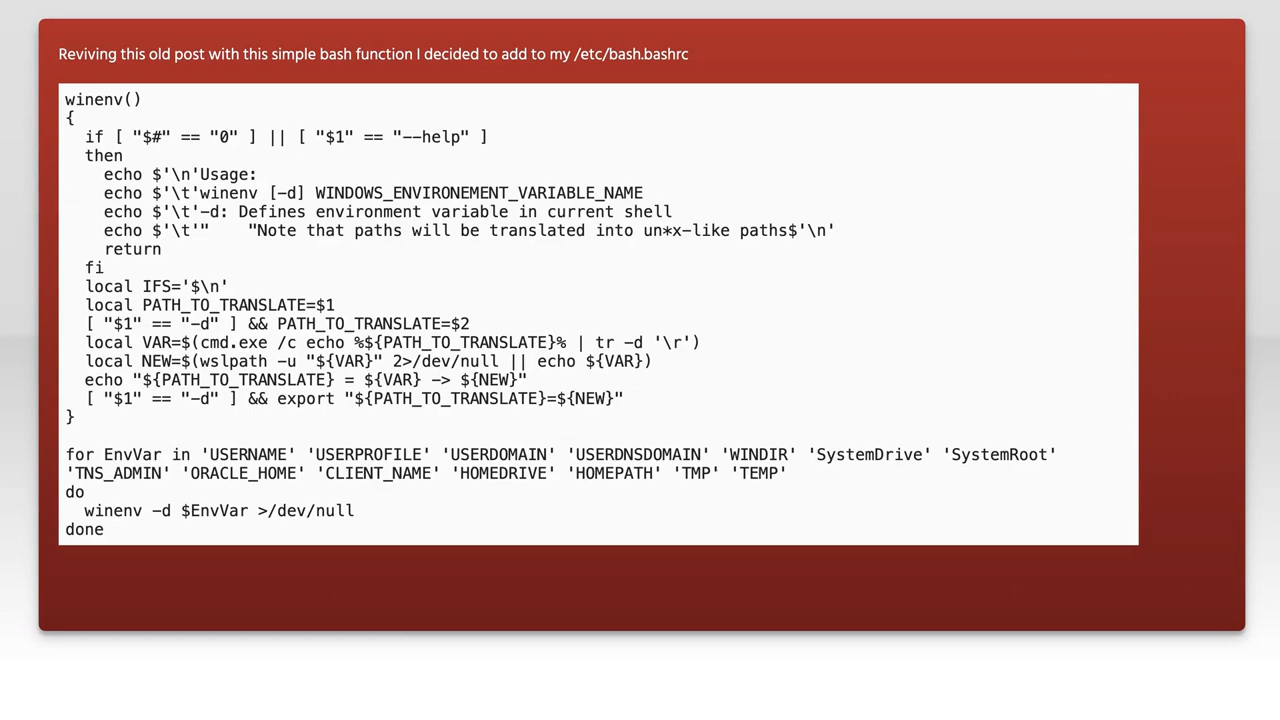 Reviving this old post with this simple bash function I decided to add to my /etc/bash.bashrc
winenv()
{
  if [ "$#" == "0" ] || [ "$1" == "--help" ]
  then
    echo $'\n'Usage:
    echo $'\t'winenv [-d] WINDOWS_ENVIRONEMENT_VARIABLE_NAME
    echo $'\t'-d: Defines environment variable in current shell
    echo $'\t'"    "Note that paths will be translated into un*x-like paths$'\n'
    return
  fi
  local IFS='$\n'
  local PATH_TO_TRANSLATE=$1
  [ "$1" == "-d" ] && PATH_TO_TRANSLATE=$2
  local VAR=$(cmd.exe /c echo %${PATH_TO_TRANSLATE}% | tr -d '\r')
  local NEW=$(wslpath -u "${VAR}" 2>/dev/null || echo ${VAR})
  echo "${PATH_TO_TRANSLATE} = ${VAR} -> ${NEW}"
  [ "$1" == "-d" ] && export "${PATH_TO_TRANSLATE}=${NEW}"
}
for EnvVar in 'USERNAME' 'USERPROFILE' 'USERDOMAIN' 'USERDNSDOMAIN' 'WINDIR' 'SystemDrive' 'SystemRoot'
'TNS_ADMIN' 'ORACLE_HOME' 'CLIENT_NAME' 'HOMEDRIVE' 'HOMEPATH' 'TMP' 'TEMP'
do
  winenv -d $EnvVar >/dev/null
done